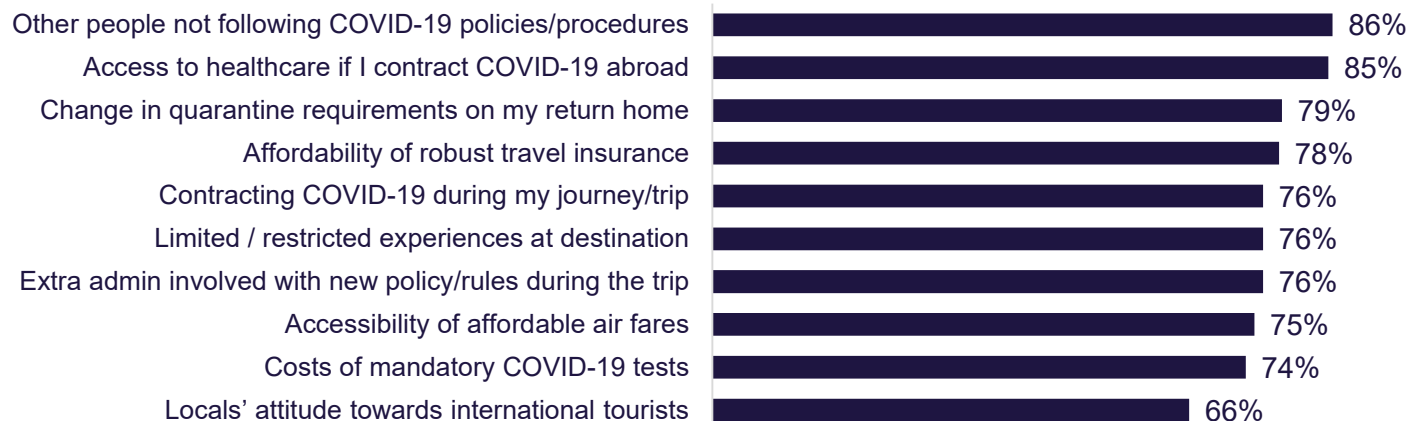 Other people not following COVID-19 policies/procedures 86%
Access to healthcare if I contract COVID-19 abroad 85%
Change in quarantine requirements on my return home 79%
Affordability of robust travel insurance 78%
Contracting COVID-19 during my journey/trip 76%
Limited / restricted experiences at destination 76%
Extra admin involved with new policy/rules during the trip 76%
Accessibility of affordable air fares 75%
Costs of mandatory COVID-19 tests 74%
Locals’ attitude towards international tourists 66%